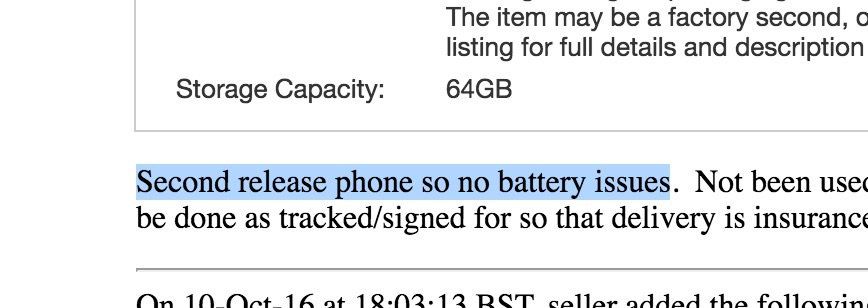 The item may be a factory second, o
listing for full details and description
Storage Capacity: 64GB
Second release phone so no battery issues. Not been used
be done as tracked/signed for so that delivery is insurance
On 10-Oct-16 at 18:03:13 BST, seller added the following